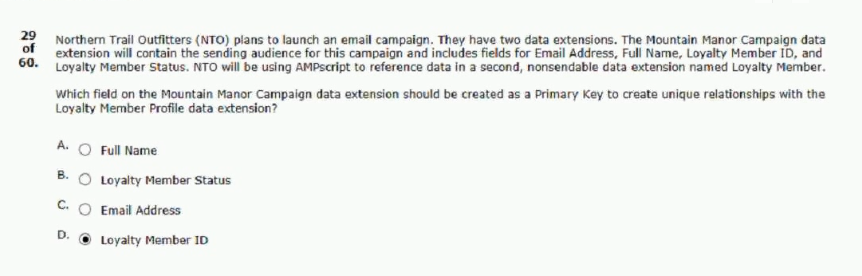 29
of
60.
Northern Trail Outfitters (NTO) plans to launch an email campaign. They have two data extensions. The Mountain Manor Campaign data
extension will contain the sending audience for this campaign and includes fields for Email Address, Full Name, Loyalty Member ID, and
Loyalty Member Status. NTO will be using AMPscript to reference data in a second, nonsendable data extension named Loyalty Member.
Which field on the Mountain Manor Campaign data extension should be created as a Primary Key to create unique relationships with the
Loyalty Member Profile data extension?
A. Full Name
B. Loyalty Member Status
C. Email Address
D. Loyalty Member ID